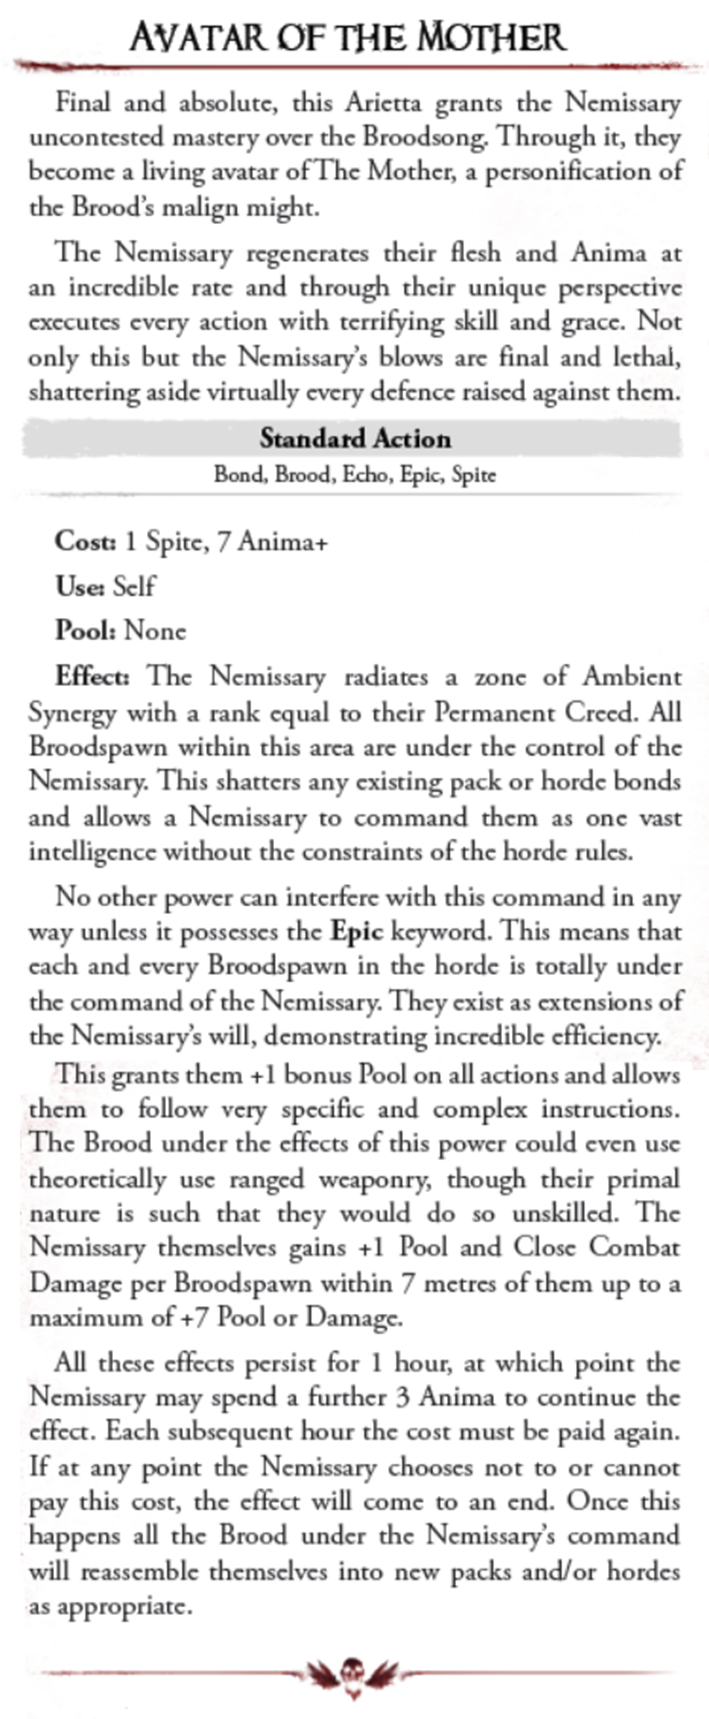 AVATAR OF THE MOTHER
Final and absolute, this Arietta grants the Nemissary
uncontested mastery over the Broodsong. Through it, they
become a living avatar of The Mother, a personification of
the Brood's malign might.
The Nemissary regenerates their flesh and Anima at
an incredible rate and through their unique perspective
executes every action with terrifying skill and grace. Not
only this but the Nemissary's blows are final and lethal,
shattering aside virtually every defence raised against them.
Standard Action
Bond, Brood, Echo, Epic, Spite
Cost: 1 Spite, 7 Anima+
Use: Self
Pool: None
Effect: The Nemissary radiates a zone of Ambient
Synergy with a rank equal to their Permanent Creed. All
Broodspawn within this area are under the control of the
Nemissary. This shatters any existing pack or horde bonds
and allows a Nemissary to command them as one vast
intelligence without the constraints of the horde rules.
No other power can interfere with this command in any
way unless it possesses the Epic keyword. This means that
each and every Broodspawn in the horde is totally under
the command of the Nemissary. They exist as extensions of
the Nemissary's will, demonstrating incredible efficiency.
This grants them +1 bonus Pool on all actions and allows
them to follow very specific and complex instructions.
The Brood under the effects of this power could even use
theoretically use ranged weaponry, though their primal
nature is such that they would do so unskilled. The
Nemissary themselves gains +1 Pool and Close Combat
Damage per Broodspawn within 7 metres of them up to a
maximum of +7 Pool or Damage.
All these effects persist for 1 hour, at which point the
Nemissary may spend a further 3 Anima to continue the
effect. Each subsequent hour the cost must be paid again.
If at any point the Nemissary chooses not to or cannot
pay this cost, the effect will come to an end. Once this
happens all the Brood under the Nemissary's command
will reassemble themselves into new packs and/or hordes
as appropriate.